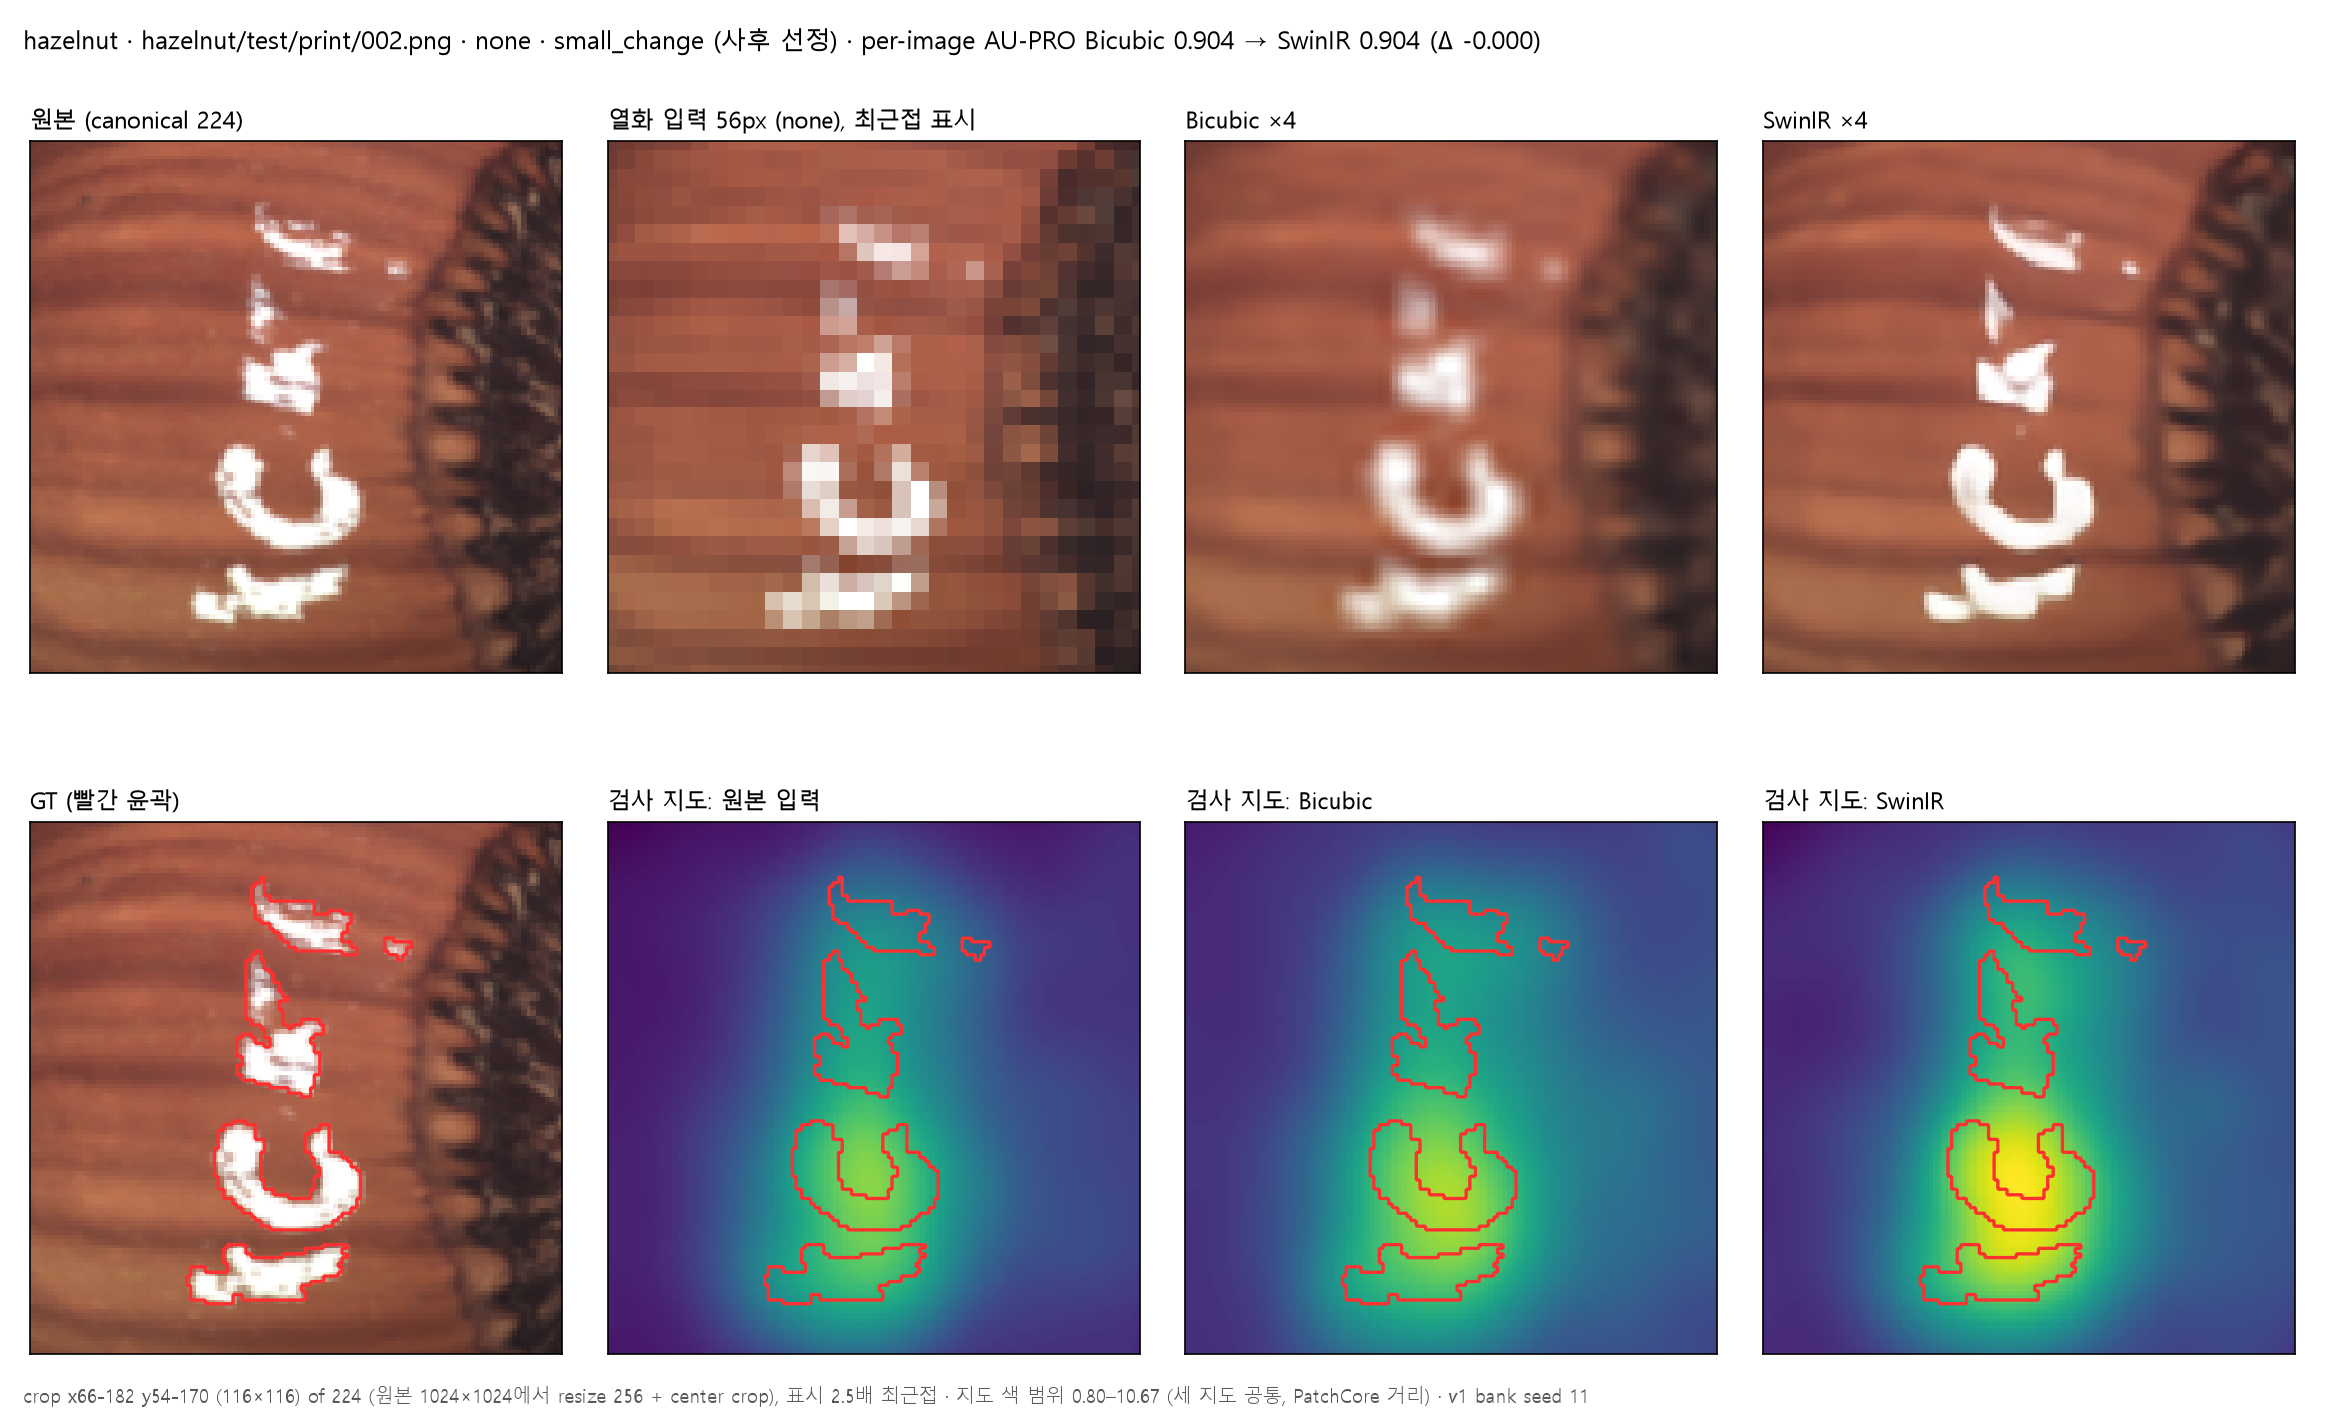 hazelnut · hazelnut/test/print/002.png · none · small_change (사후 선정) · per-image AU-PRO Bicubic 0.904 → SwinIR 0.904 (Δ -0.000)
원본 (canonical 224)
열화 입력 56px (none), 최근접 표시
Bicubic ×4
SwinIR ×4
GT (빨간 윤곽)
검사 지도: 원본 입력
검사 지도: Bicubic
검사 지도: SwinIR
crop x66-182 y54-170 (116×116) of 224 (원본 1024×1024에서 resize 256 + center crop), 표시 2.5배 최근접 · 지도 색 범위 0.80–10.67 (세 지도 공통, PatchCore 거리) · v1 bank seed 11